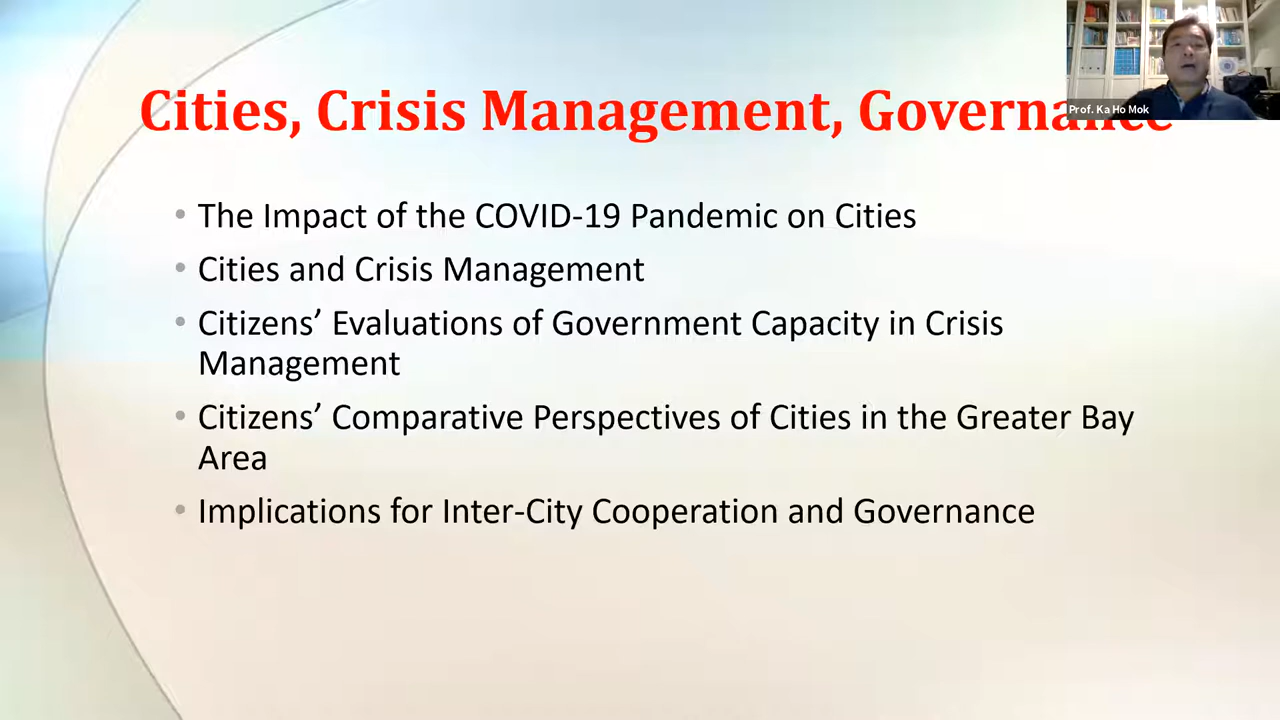 Cities, Crisis Management, Governance
Prof. Ka Ho Mok
• The Impact of the COVID-19 Pandemic on Cities
• Cities and Crisis Management
• Citizens’ Evaluations of Government Capacity in Crisis
Management
• Citizens’ Comparative Perspectives of Cities in the Greater Bay
Area
• Implications for Inter-City Cooperation and Governance